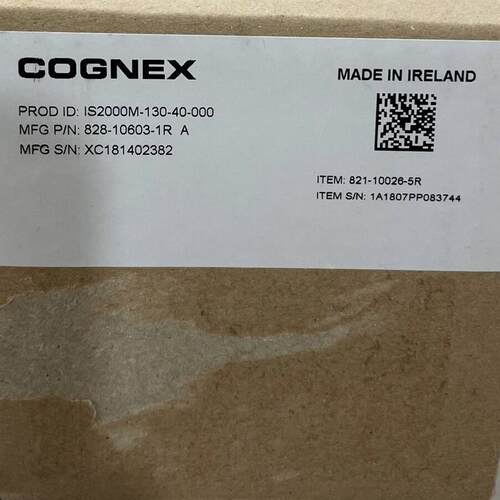 COGNEX
MADE IN IRELAND
PROD ID: IS2000M-130-40-000
MFG P/N: 828-10603-1R A
MFG S/N: XC181402382
ITEM: 821-10026-5R
ITEM S/N: 1A1807PP083744